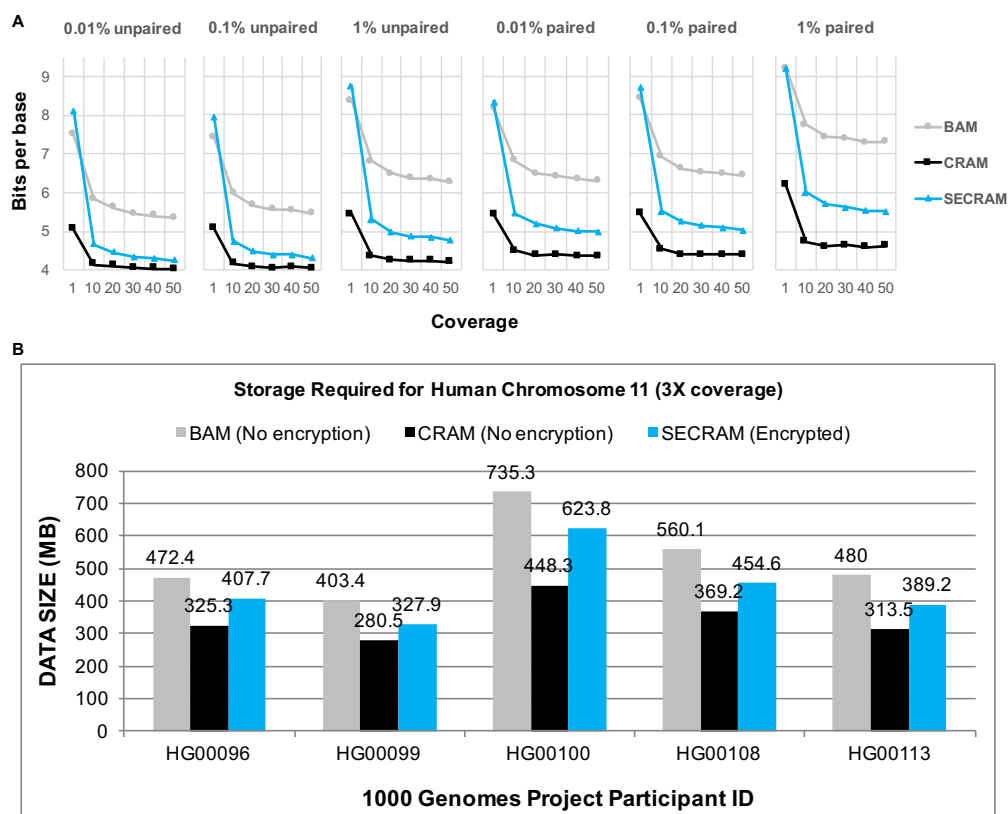 A
0.01% unpaired 0.1% unpaired 1% unpaired 0.01% paired 0.1% paired 1% paired
Bits per base
9
8
7
6
5
4
1 10 20 30 40 50 1 10 20 30 40 50 1 10 20 30 40 50 1 10 20 30 40 50 1 10 20 30 40 50 1 10 20 30 40 50
Coverage
BAM
CRAM
SECRAM
B
Storage Required for Human Chromosome 11 (3X coverage)
BAM (No encryption) CRAM (No encryption) SECRAM (Encrypted)
DATA SIZE (MB)
800
700
600
500
400
300
200
100
0
472.4 325.3 407.7
403.4 280.5 327.9
735.3 448.3 623.8
560.1 369.2 454.6
480 313.5 389.2
HG00096 HG00099 HG00100 HG00108 HG00113
1000 Genomes Project Participant ID